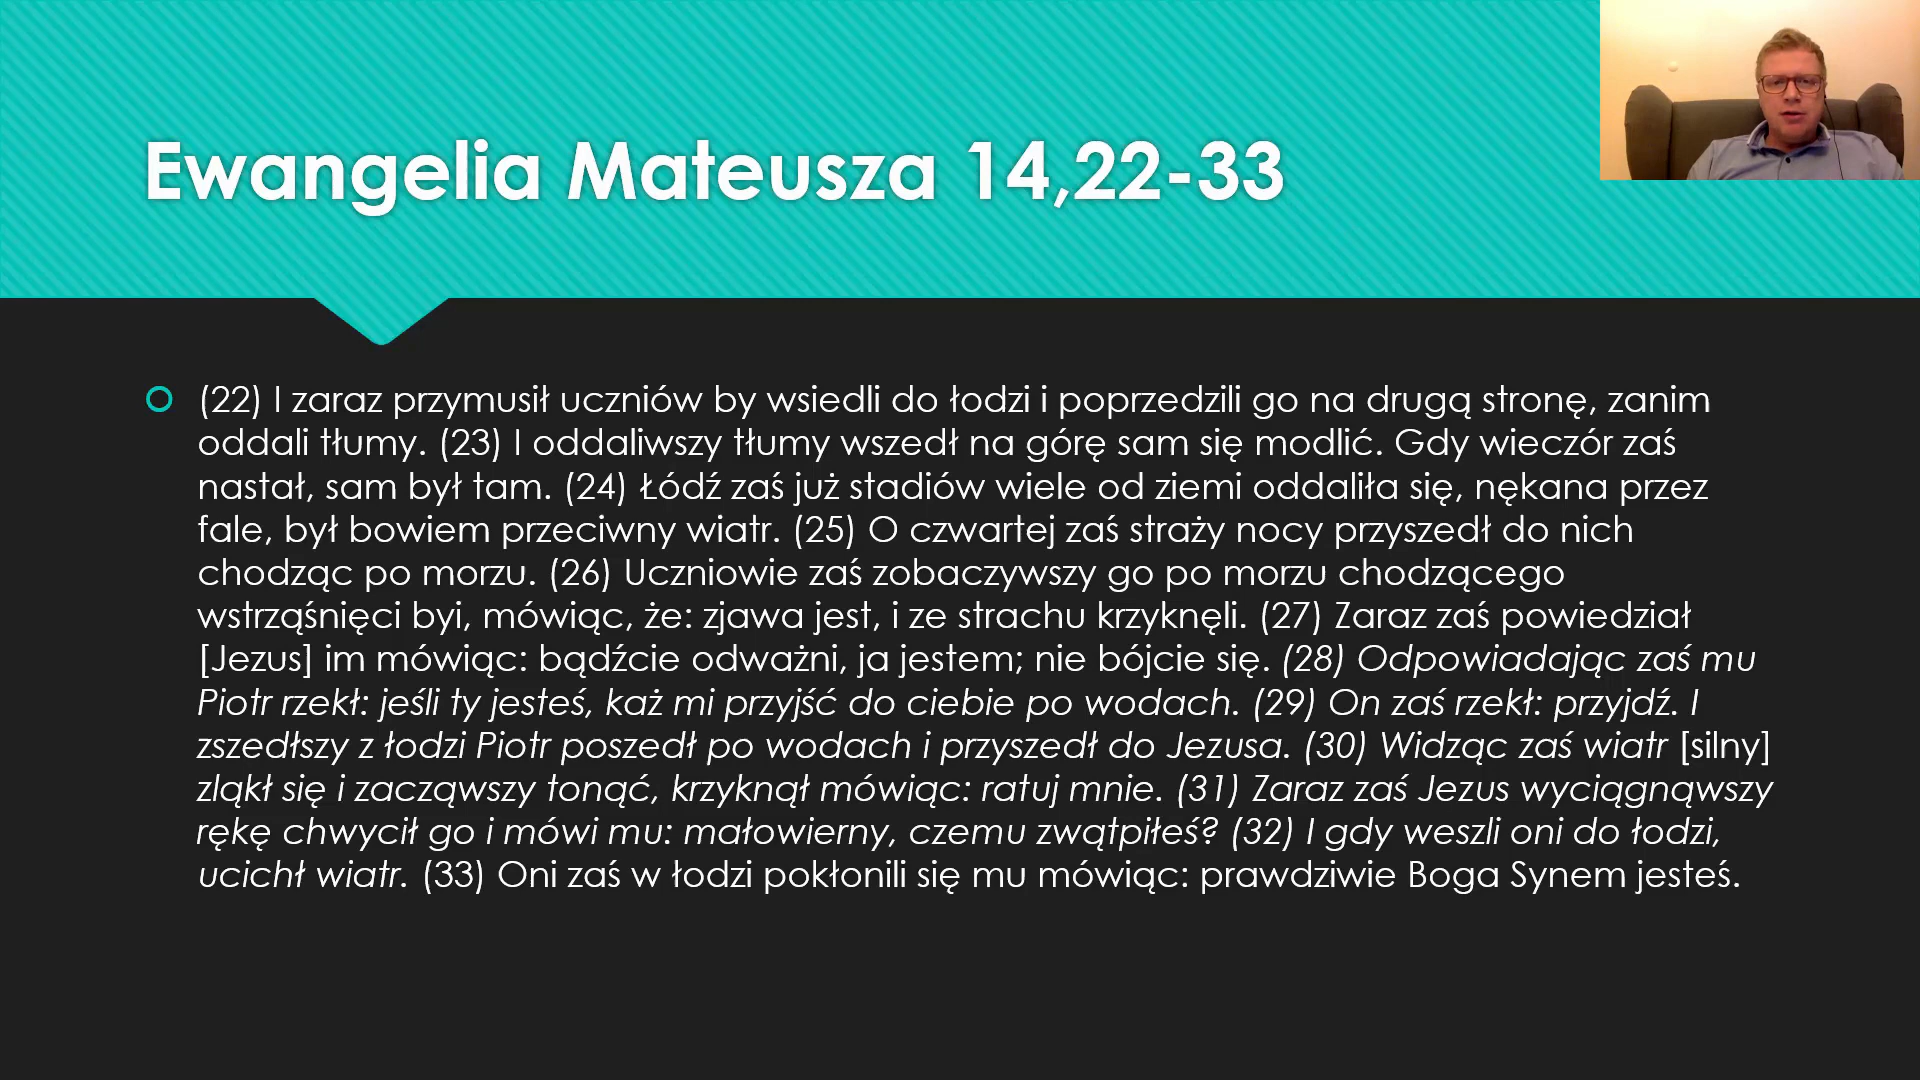 Ewangelia Mateusza 14,22-33
(22) I zaraz przymusił uczniów by wsiedli do łodzi i poprzedzili go na drugą stronę, zanim
oddali tłumy. (23) I oddaliwszy tłumy wszedł na górę sam się modlić. Gdy wieczór zaś
nastał, sam był tam. (24) Łódź zaś już stadiów wiele od ziemi oddaliła się, nękana przez
fale, był bowiem przeciwny wiatr. (25) O czwartej zaś straży nocy przyszedł do nich
chodząc po morzu. (26) Uczniowie zaś zobaczywszy go po morzu chodzącego
wstrząśnięci byi, mówiąc, że: zjawa jest, i ze strachu krzyknęli. (27) Zaraz zaś powiedział
[Jezus] im mówiąc: bądźcie odważni, ja jestem; nie bójcie się. (28) Odpowiadając zaś mu
Piotr rzekł: jeśli ty jesteś, każ mi przyjść do ciebie po wodach. (29) On zaś rzekł: przyjdź. I
zszedłszy z łodzi Piotr poszedł po wodach i przyszedł do Jezusa. (30) Widząc zaś wiatr [silny]
zląkł się i zacząwszy tonąć, krzyknął mówiąc: ratuj mnie. (31) Zaraz zaś Jezus wyciągnąwszy
rękę chwycił go i mówi mu: małowierny, czemu zwątpiłeś? (32) I gdy weszli oni do łodzi,
ucichł wiatr. (33) Oni zaś w łodzi pokłonili się mu mówiąc: prawdziwie Boga Synem jesteś.